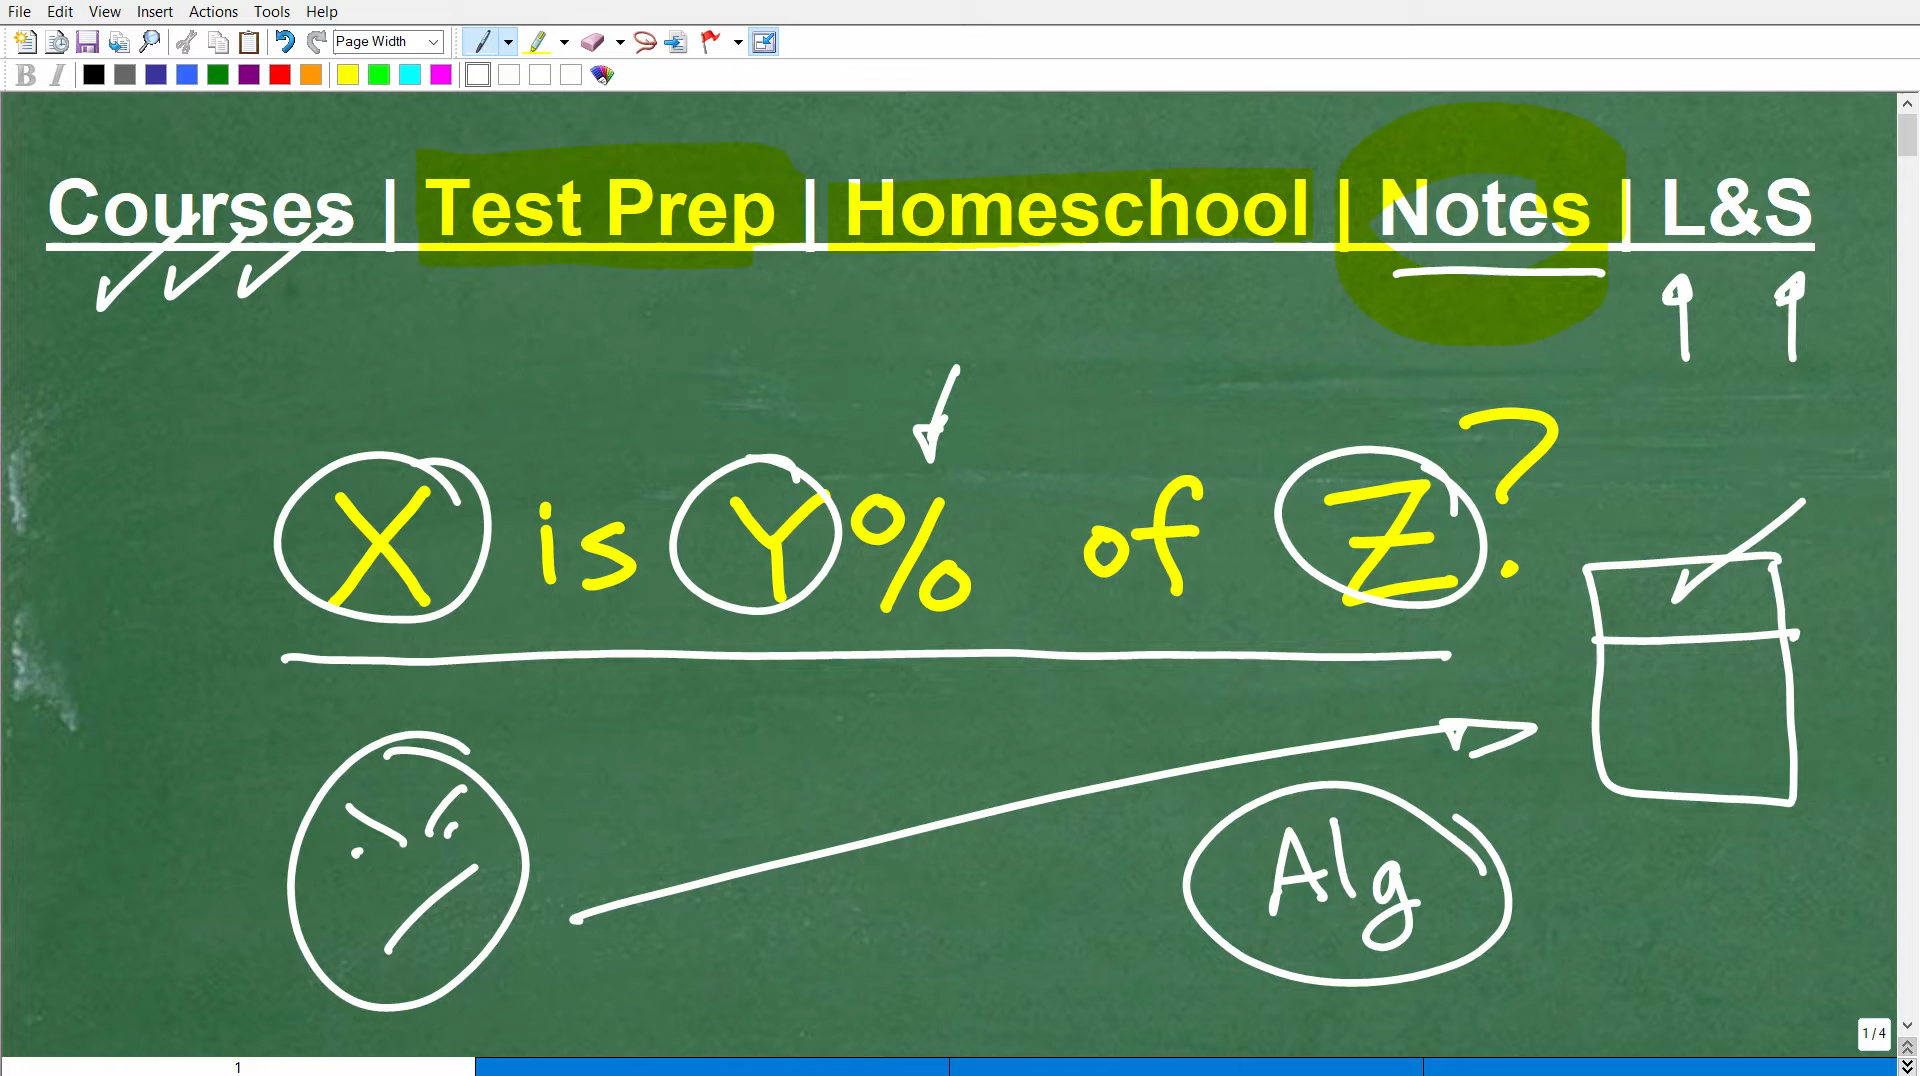 File Edit View Insert Actions Tools Help
Page Width
B I
Courses | Test Prep | Homeschool | Notes | L&S
X is Y% of Z?
Alg
1 / 4
1